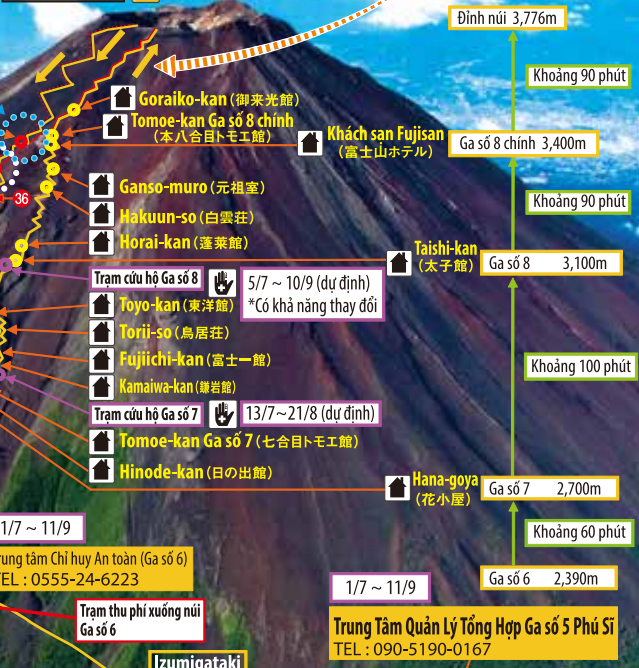 Đỉnh núi 3,776m
Khoảng 90 phút
Goraiko-kan (御来光館)
Tomoe-kan Ga số 8 chính
(本八合目トモエ館)
Khách sạn Fujisan
(富士山ホテル)
Ga số 8 chính 3,400m
Khoảng 90 phút
36
Ganso-muro (元祖室)
Hakuun-so (白雲荘)
Horai-kan (蓬莱館)
Taishi-kan
(太子館)
Ga số 8 3,100m
Trạm cứu hộ Ga số 8
5/7 ~ 10/9 (dự định)
*Có khả năng thay đổi
Toyo-kan (東洋館)
Torii-so (鳥居荘)
Fujiichi-kan (富士一館)
Kamaiwa-kan (鎌岩館)
Khoảng 100 phút
Trạm cứu hộ Ga số 7
13/7~21/8 (dự định)
Tomoe-kan Ga số 7 (七合目トモエ館)
Hinode-kan (日の出館)
Hana-goya
(花小屋)
Ga số 7 2,700m
Khoảng 60 phút
1/7 ~ 11/9
rung tâm Chỉ huy An toàn (Ga số 6)
TEL : 0555-24-6223
Ga số 6 2,390m
1/7 ~ 11/9
Trạm thu phí xuống núi
Ga số 6
Trung Tâm Quản Lý Tổng Hợp Ga số 5 Phú Sĩ
TEL : 090-5190-0167
Izumigataki